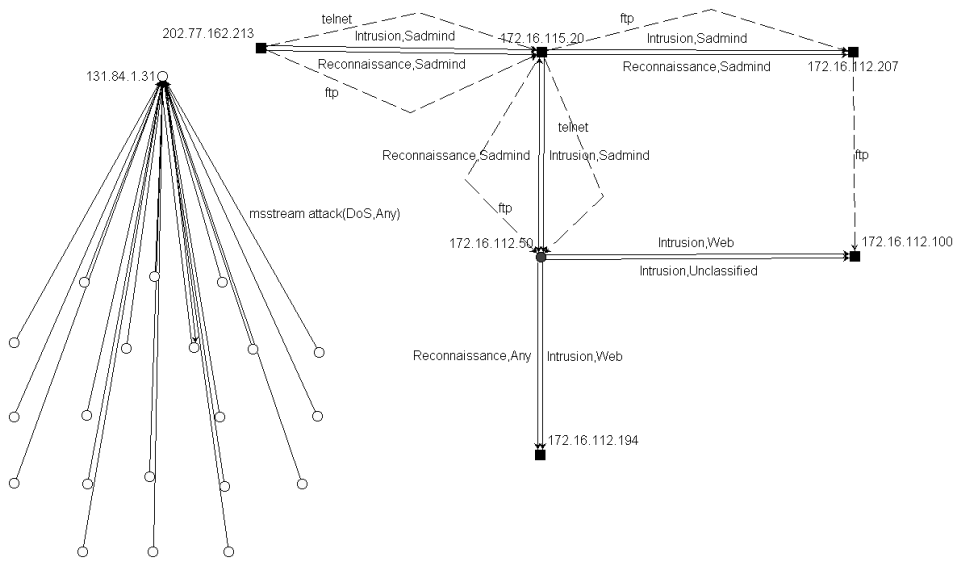 telnet
ftp
202.77.162.213
Intrusion,Sadmind
172.16.115.20
Intrusion,Sadmind
Reconnaissance,Sadmind
Reconnaissance,Sadmind
172.16.112.207
131.84.1.31
ftp
telnet
Reconnaissance,Sadmind
Intrusion,Sadmind
ftp
msstream attack(DoS,Any)
ftp
172.16.112.50
Intrusion,Web
172.16.112.100
Intrusion,Unclassified
Reconnaissance,Any
Intrusion,Web
172.16.112.194